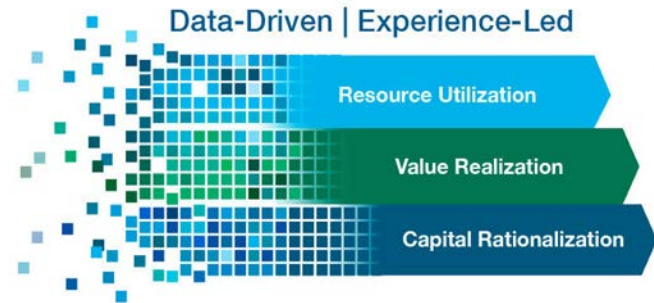 Data-Driven | Experience-Led
Resource Utilization
Value Realization
Capital Rationalization